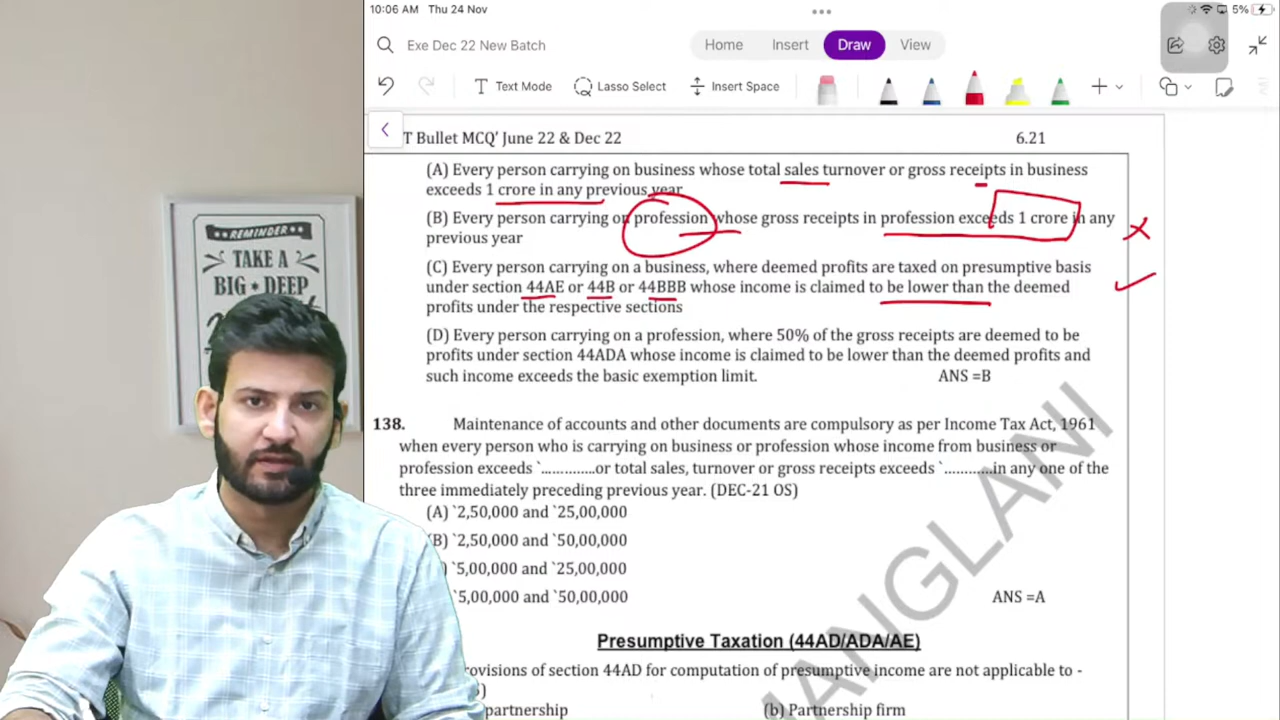 10:06 AM Thu 24 Nov
5%
Exe Dec 22 New Batch
Home Insert Draw View
Text Mode Lasso Select Insert Space
T Bullet MCQ' June 22 & Dec 22 6.21
(A) Every person carrying on business whose total sales turnover or gross receipts in business
exceeds 1 crore in any previous year
(B) Every person carrying on profession whose gross receipts in profession exceeds 1 crore in any
previous year
(C) Every person carrying on a business, where deemed profits are taxed on presumptive basis
under section 44AE or 44B or 44BBB whose income is claimed to be lower than the deemed
profits under the respective sections
(D) Every person carrying on a profession, where 50% of the gross receipts are deemed to be
profits under section 44ADA whose income is claimed to be lower than the deemed profits and
such income exceeds the basic exemption limit. ANS =B
138. Maintenance of accounts and other documents are compulsory as per Income Tax Act, 1961
when every person who is carrying on business or profession whose income from business or
profession exceeds `.............or total sales, turnover or gross receipts exceeds `............in any one of the
three immediately preceding previous year. (DEC-21 OS)
(A) `2,50,000 and `25,00,000
(B) `2,50,000 and `50,00,000
) `5,00,000 and `25,00,000
`5,00,000 and `50,00,000 ANS =A
Presumptive Taxation (44AD/ADA/AE)
rovisions of section 44AD for computation of presumptive income are not applicable to -
)
partnership (b) Partnership firm
REMINDER
TAKE A
BIG DEEP
ANGLANI